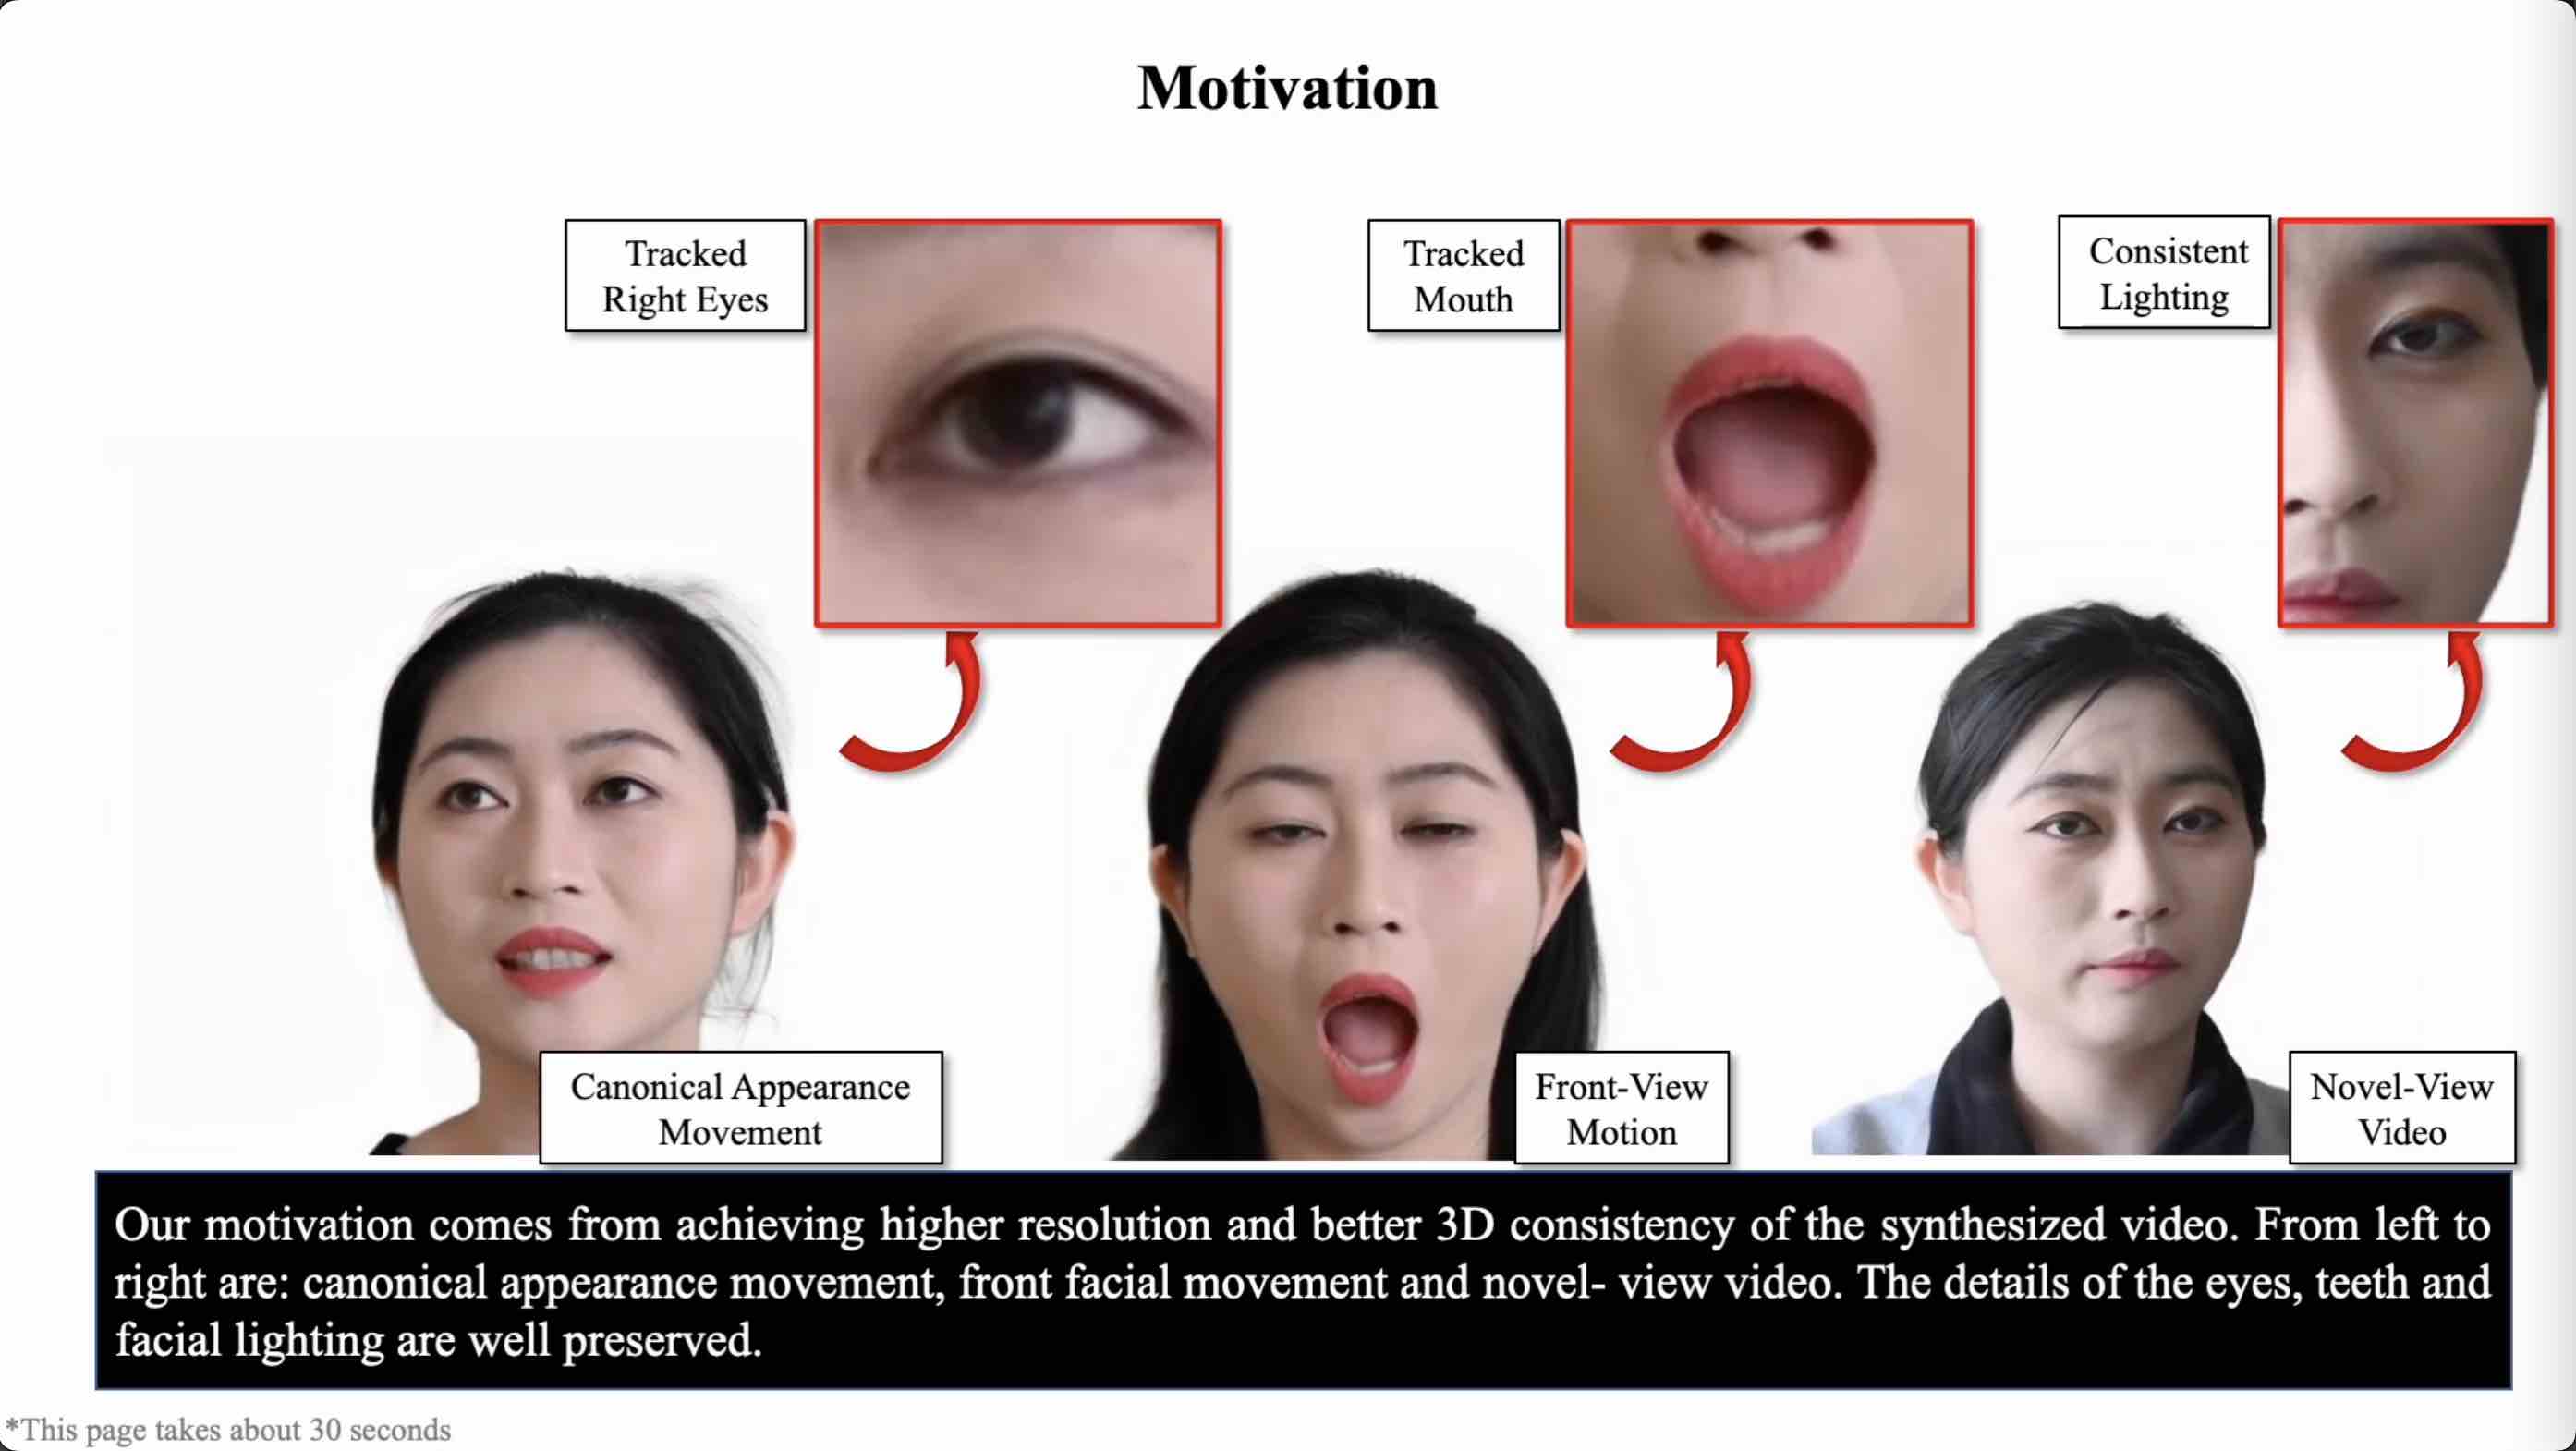 Motivation
Tracked
Right Eyes
Tracked
Mouth
Consistent
Lighting
Canonical Appearance
Movement
Front-View
Motion
Novel-View
Video
Our motivation comes from achieving higher resolution and better 3D consistency of the synthesized video. From left to
right are: canonical appearance movement, front facial movement and novel- view video. The details of the eyes, teeth and
facial lighting are well preserved.
*This page takes about 30 seconds